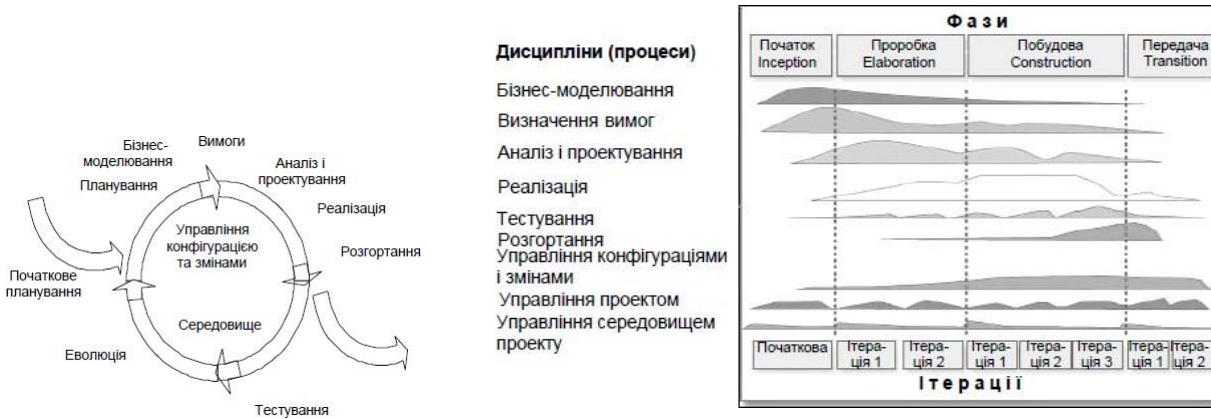 Вимоги
Бізнес-
моделювання
Планування
Аналіз і
проектування
Реалізація
Розгортання
Управління
конфігурацією
та змінами
Початкове
планування
Середовище
Еволюція
Тестування
Дисципліни (процеси)
Бізнес-моделювання
Визначення вимог
Аналіз і проектування
Реалізація
Тестування
Розгортання
Управління конфігураціями
і змінами
Управління проектом
Управління середовищем
проекту
Фази
Початок
Inception
Проробка
Elaboration
Побудова
Construction
Передача
Transition
Початкова
Ітера-
ція 1
Ітера-
ція 2
Ітера-
ція 1
Ітера-
ція 2
Ітера-
ція 3
Ітера-
ція 1
Ітера-
ція 2
Ітерації